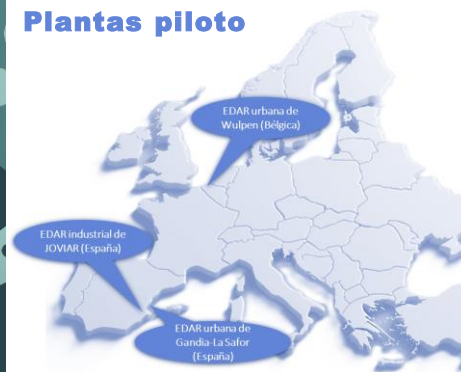 Plantas piloto
EDAR urbana de
Wulpen (Bélgica)
EDAR industrial de
JOVIAR (España)
EDAR urbana de
Gandia-La Safor
(España)